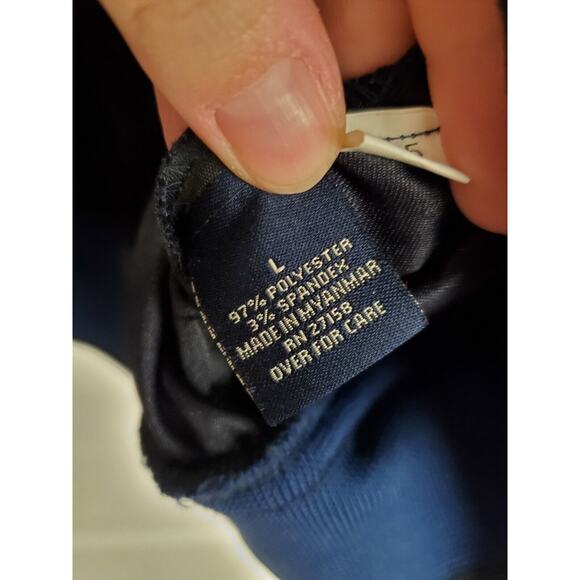 L
97% POLYESTER
3% SPANDEX
MADE IN MYANMAR
RN 27158
OVER FOR CARE